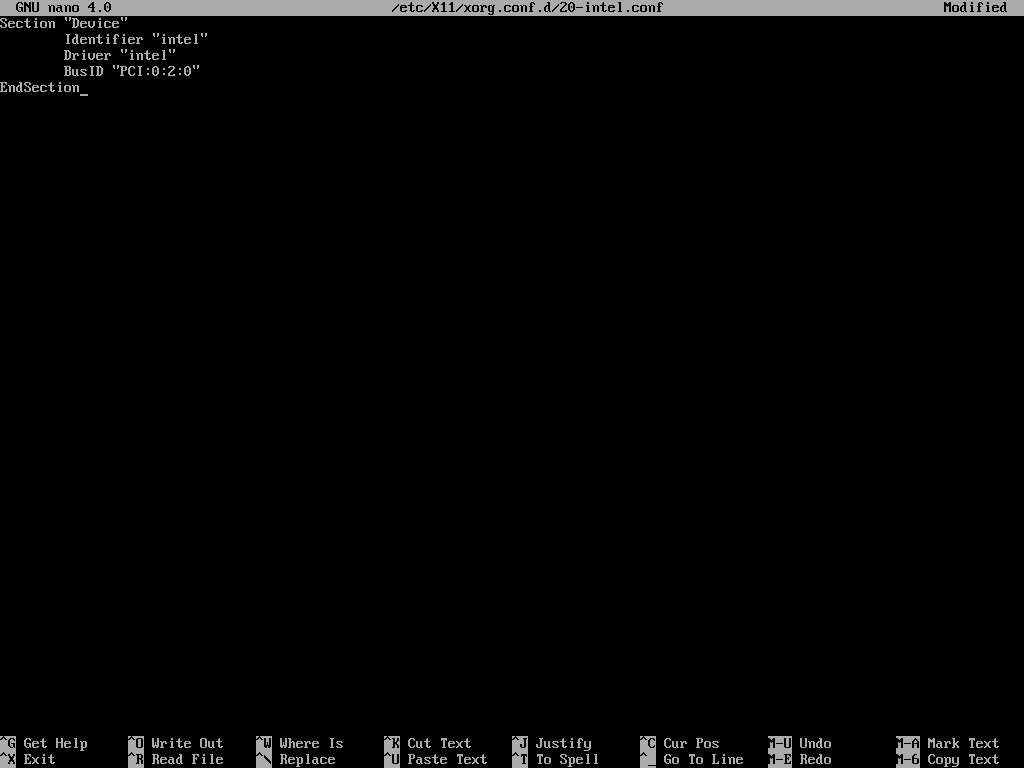 GNU nano 4.0 /etc/X11/xorg.conf.d/20-intel.conf Modified
Section "Device"
Identifier "intel"
Driver "intel"
BusID "PCI:0:2:0"
EndSection_
^G Get Help ^O Write Out ^W Where Is ^K Cut Text ^J Justify ^C Cur Pos M-U Undo M-A Mark Text
^X Exit ^R Read File ^\ Replace ^U Paste Text ^T To Spell ^_ Go To Line M-E Redo M-6 Copy Text